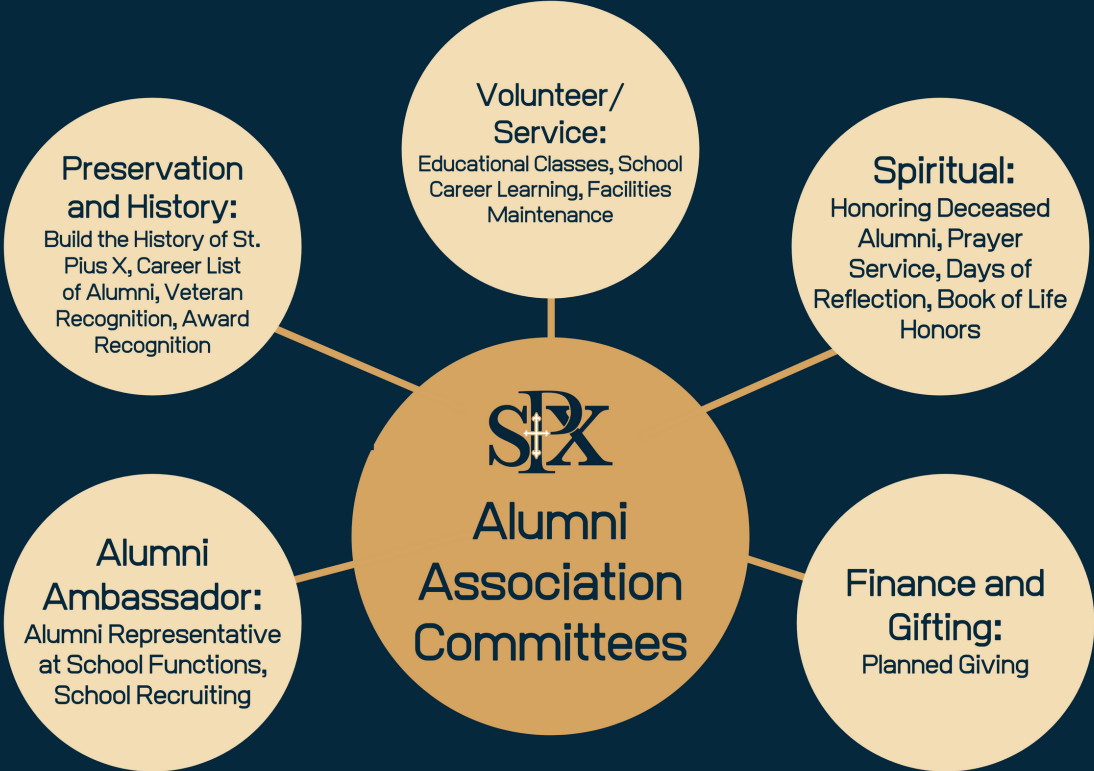 Volunteer/
Service:
Educational Classes, School
Career Learning, Facilities
Maintenance
Preservation
and History:
Build the History of St.
Pius X, Career List
of Alumni, Veteran
Recognition, Award
Recognition
Spiritual:
Honoring Deceased
Alumni, Prayer
Service, Days of
Reflection, Book of Life
Honors
SPX
Alumni
Association
Committees
Alumni
Ambassador:
Alumni Representative
at School Functions,
School Recruiting
Finance and
Gifting:
Planned Giving